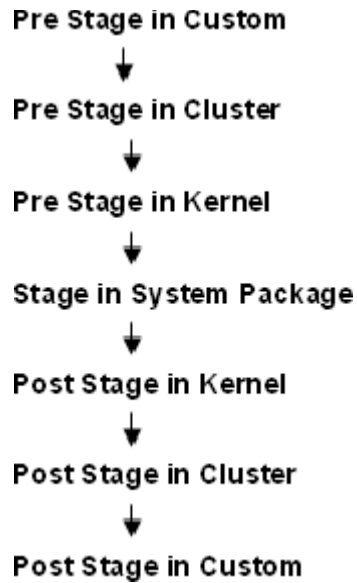 Pre Stage in Custom
Pre Stage in Cluster
Pre Stage in Kernel
Stage in System Package
Post Stage in Kernel
Post Stage in Cluster
Post Stage in Custom